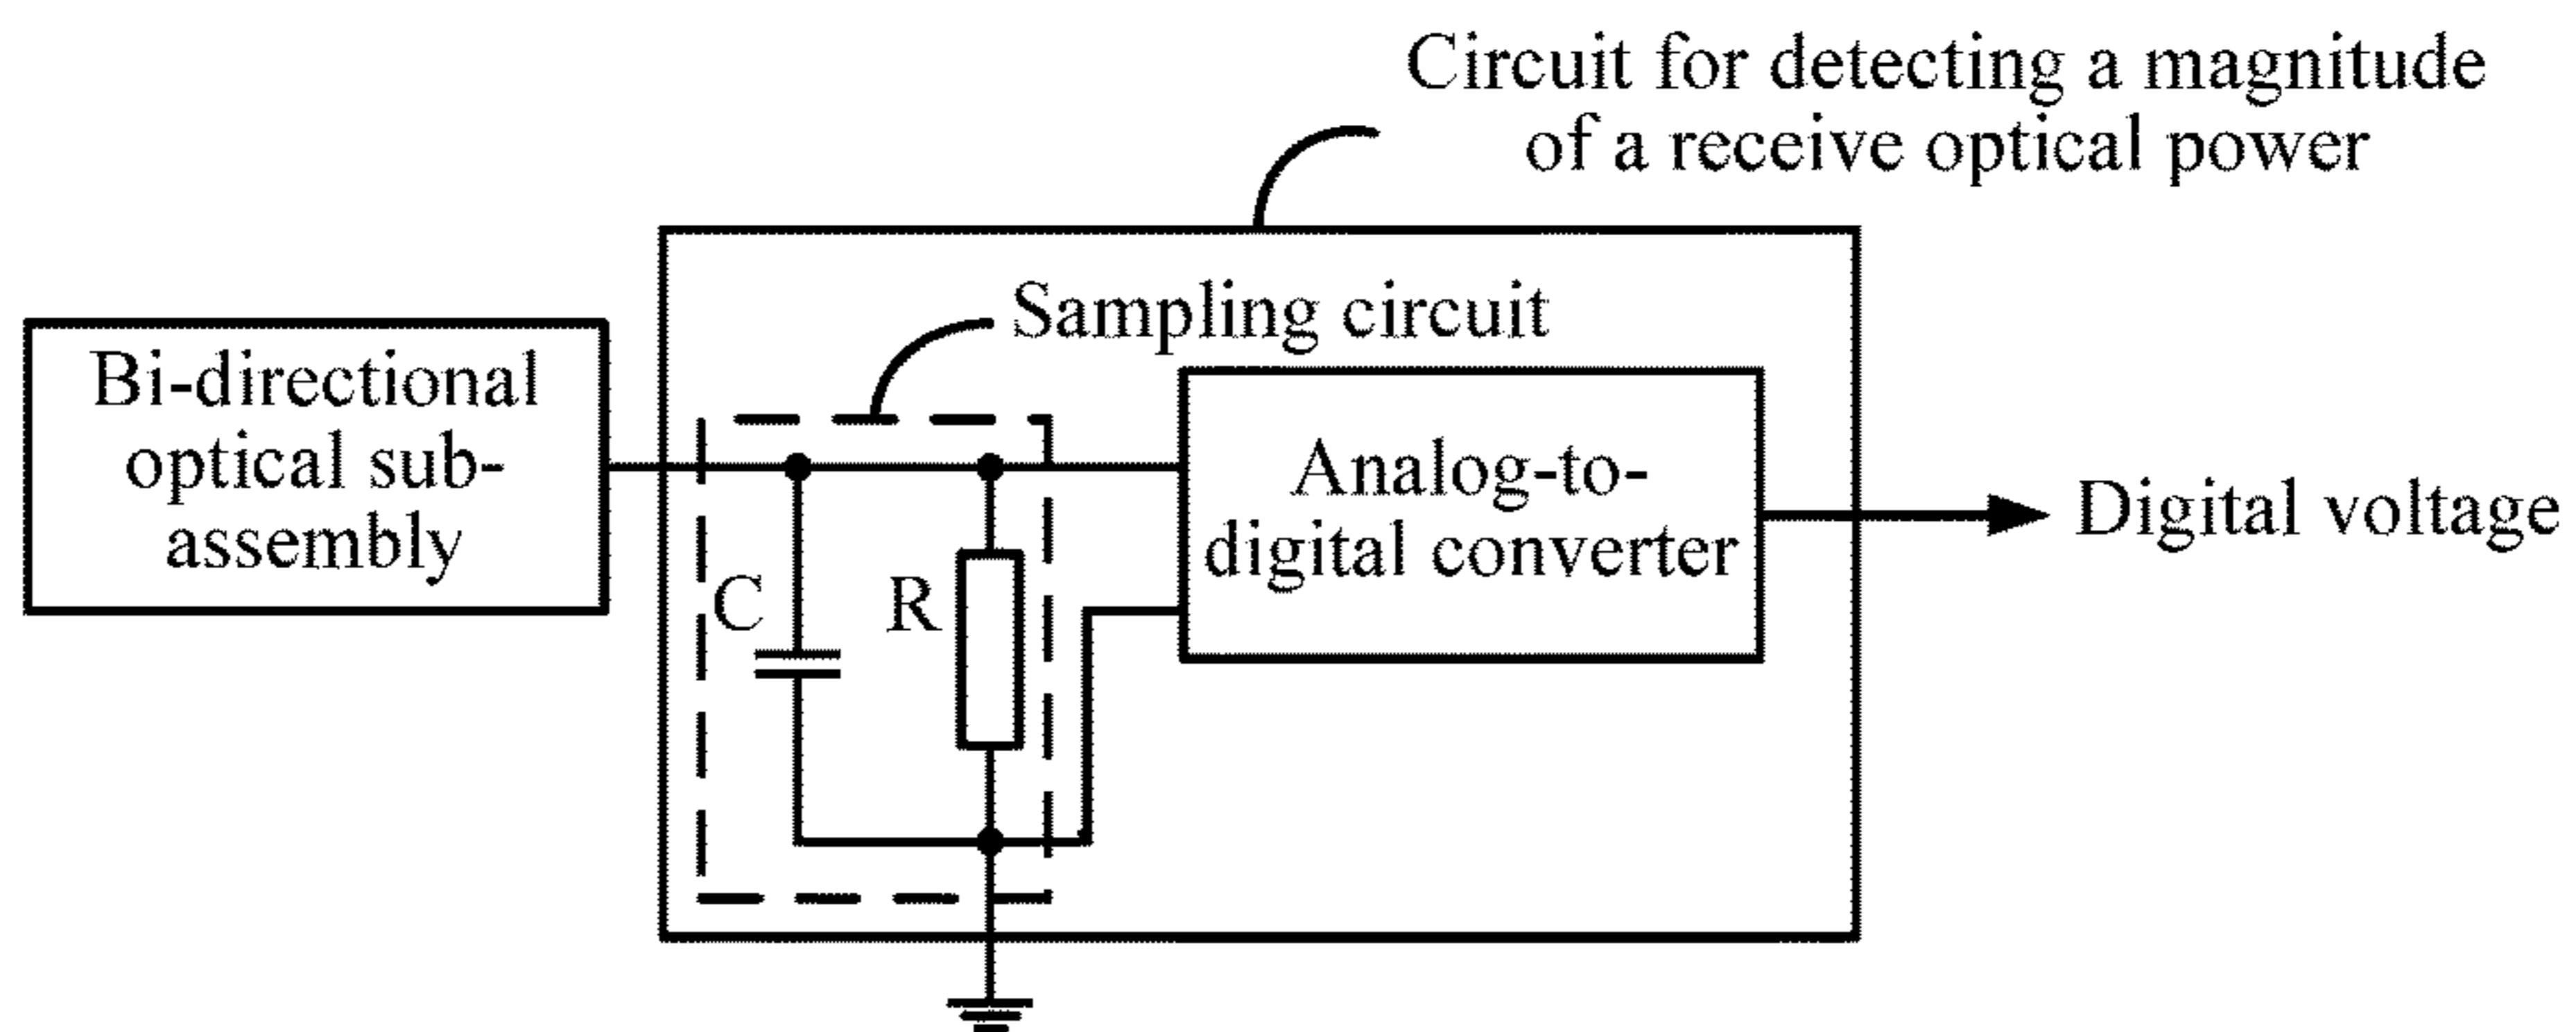 Circuit for detecting a magnitude
of a receive optical power
Sampling circuit
Bi-directional
optical sub-
assembly
C
R
Analog-to-
digital converter
Digital voltage